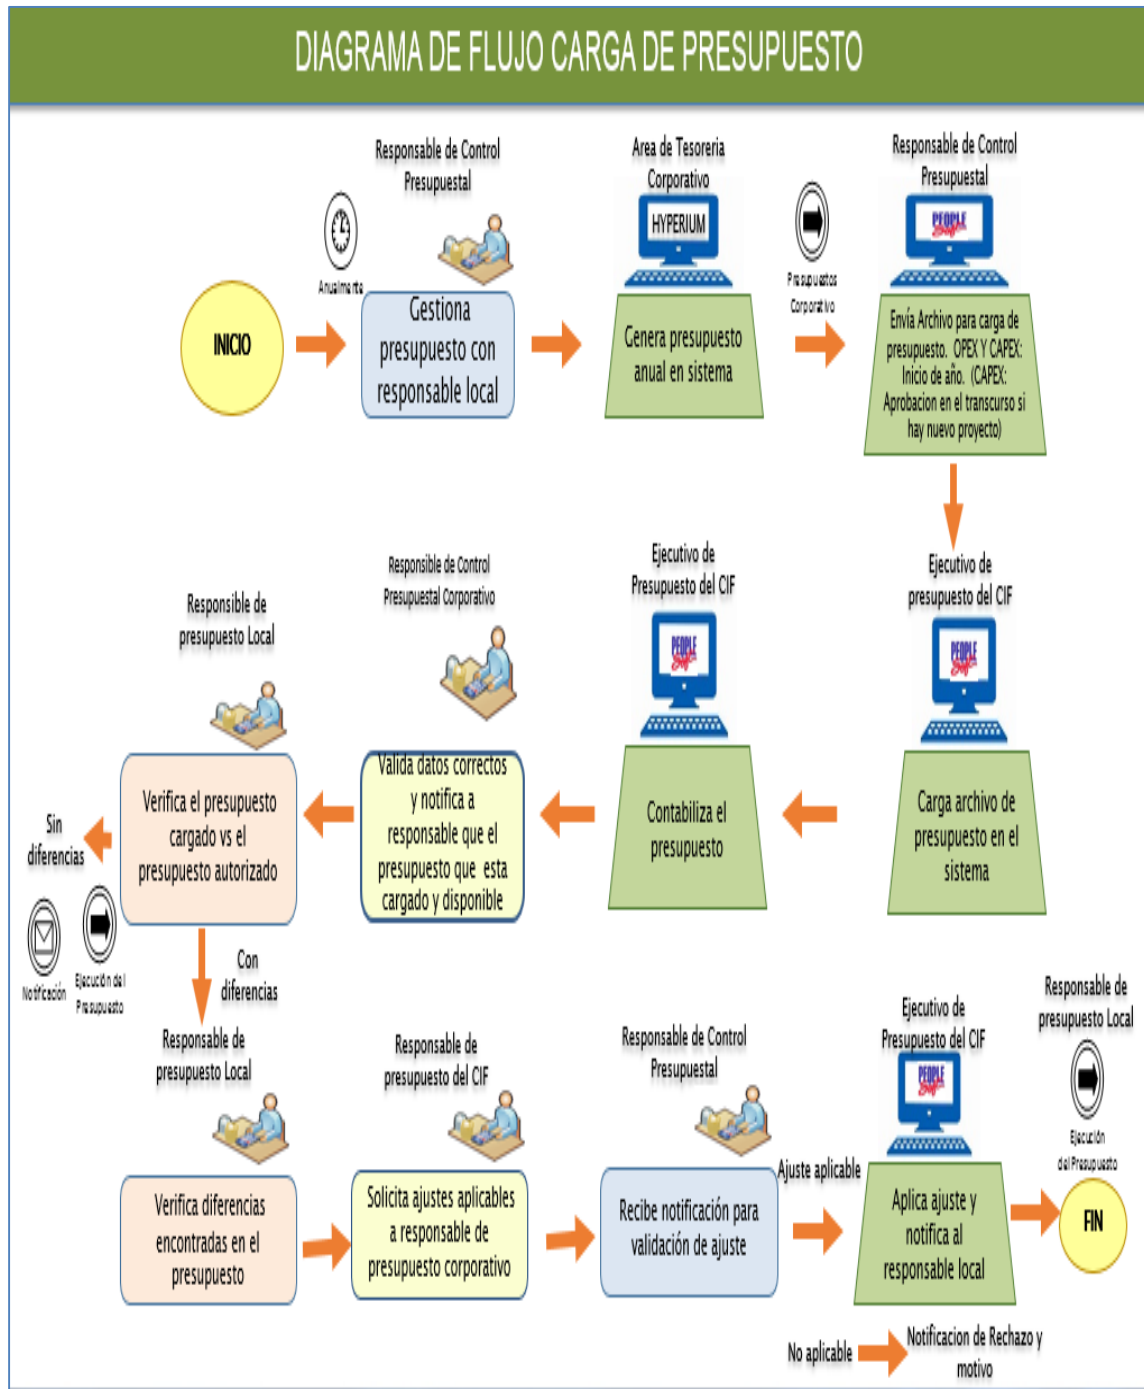 DIAGRAMA DE FLUJO CARGA DE PRESUPUESTO
Responsable de Control
Presupuestal
Anualmente
Area de Tesoreria
Corporativo
HYPERIUM
Presupuestos
Corporativo
Responsable de Control
Presupuestal
PEOPLE
Soft
INICIO
Gestiona
presupuesto con
responsable local
Genera presupuesto
anual en sistema
Envía Archivo para carga de
presupuesto. OPEX Y CAPEX:
Inicio de año. (CAPEX:
Aprobacion en el transcurso si
hay nuevo proyecto)
Ejecutivo de
presupuesto del CIF
PEOPLE
Soft
Carga archivo de
presupuesto en el
sistema
Ejecutivo de
Presupuesto del CIF
PEOPLE
Soft
Contabiliza el
presupuesto
Responsible de Control
Presupuestal Corporativo
Valida datos correctos
y notifica a
responsable que el
presupuesto que esta
cargado y disponible
Responsible de
presupuesto Local
Verifica el presupuesto
cargado vs el
presupuesto autorizado
Sin
diferencias
Notificación
Ejecución del
Presupuesto
Con
diferencias
Responsable de
presupuesto Local
Verifica diferencias
encontradas en el
presupuesto
Responsable de
presupuesto del CIF
Solicita ajustes aplicables
a responsable de
presupuesto corporativo
Responsable de Control
Presupuestal
Recibe notificación para
validación de ajuste
Ajuste aplicable
Ejecutivo de
Presupuesto del CIF
PEOPLE
Soft
Aplica ajuste y
notifica al
responsable local
Responsable de
presupuesto Local
Ejecución
del Presupuesto
FIN
No aplicable
Notificacion de Rechazo y
motivo